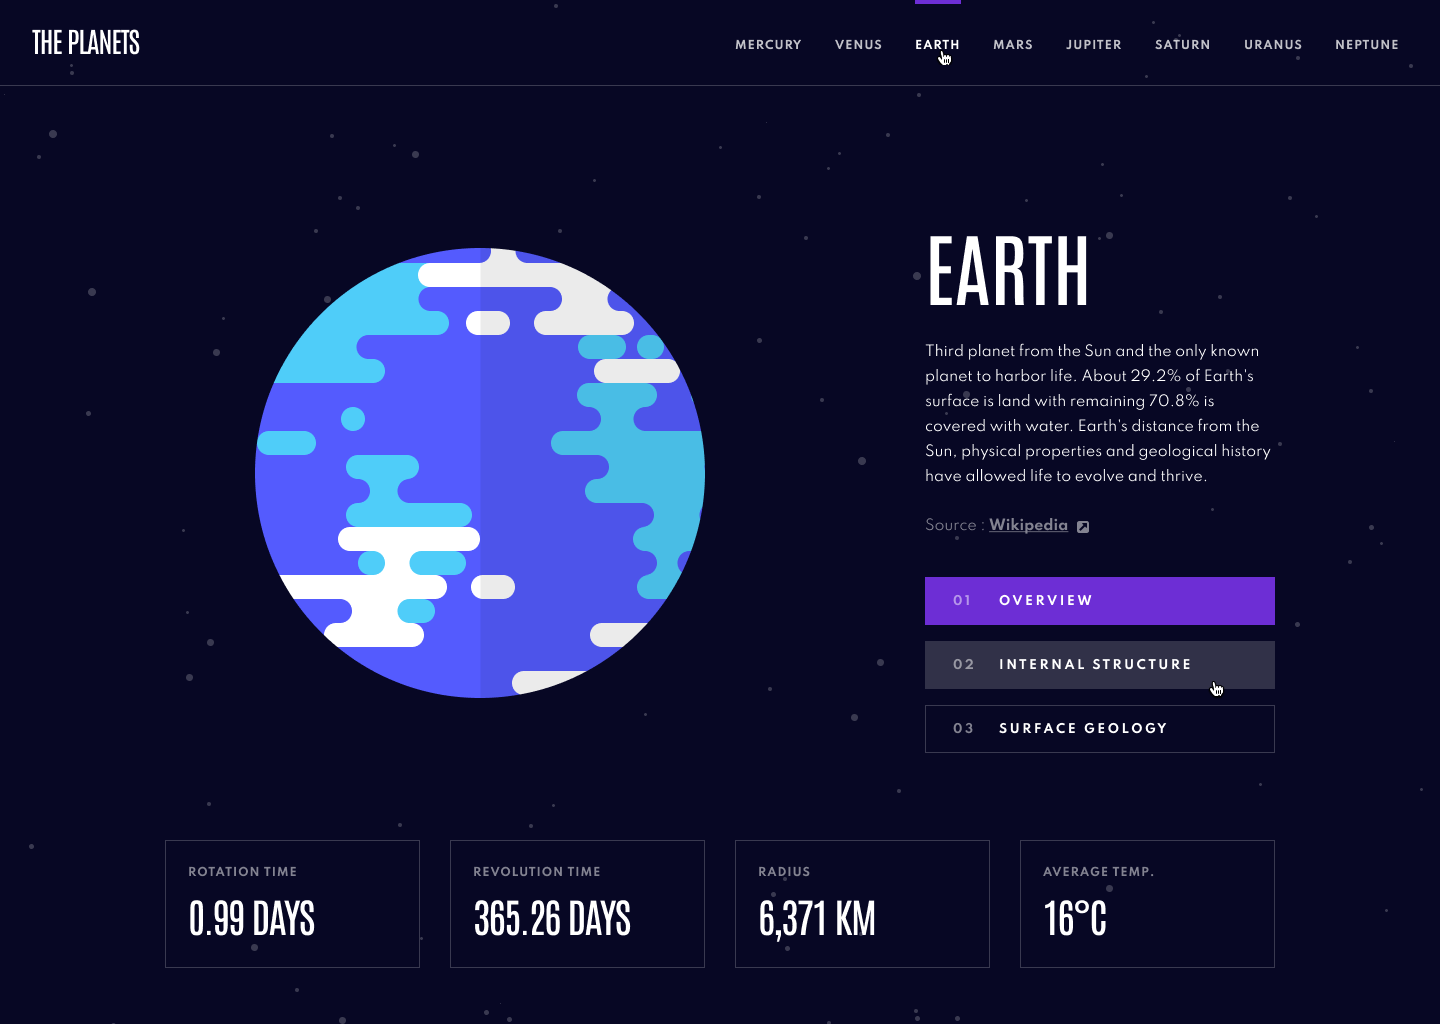 THE PLANETS
MERCURY VENUS EARTH MARS JUPITER SATURN URANUS NEPTUNE
EARTH
Third planet from the Sun and the only known
planet to harbor life. About 29.2% of Earth's
surface is land with remaining 70.8% is
covered with water. Earth's distance from the
Sun, physical properties and geological history
have allowed life to evolve and thrive.
Source : Wikipedia
01 OVERVIEW
02 INTERNAL STRUCTURE
03 SURFACE GEOLOGY
ROTATION TIME
0.99 DAYS
REVOLUTION TIME
365.26 DAYS
RADIUS
6,371 KM
AVERAGE TEMP.
16°C